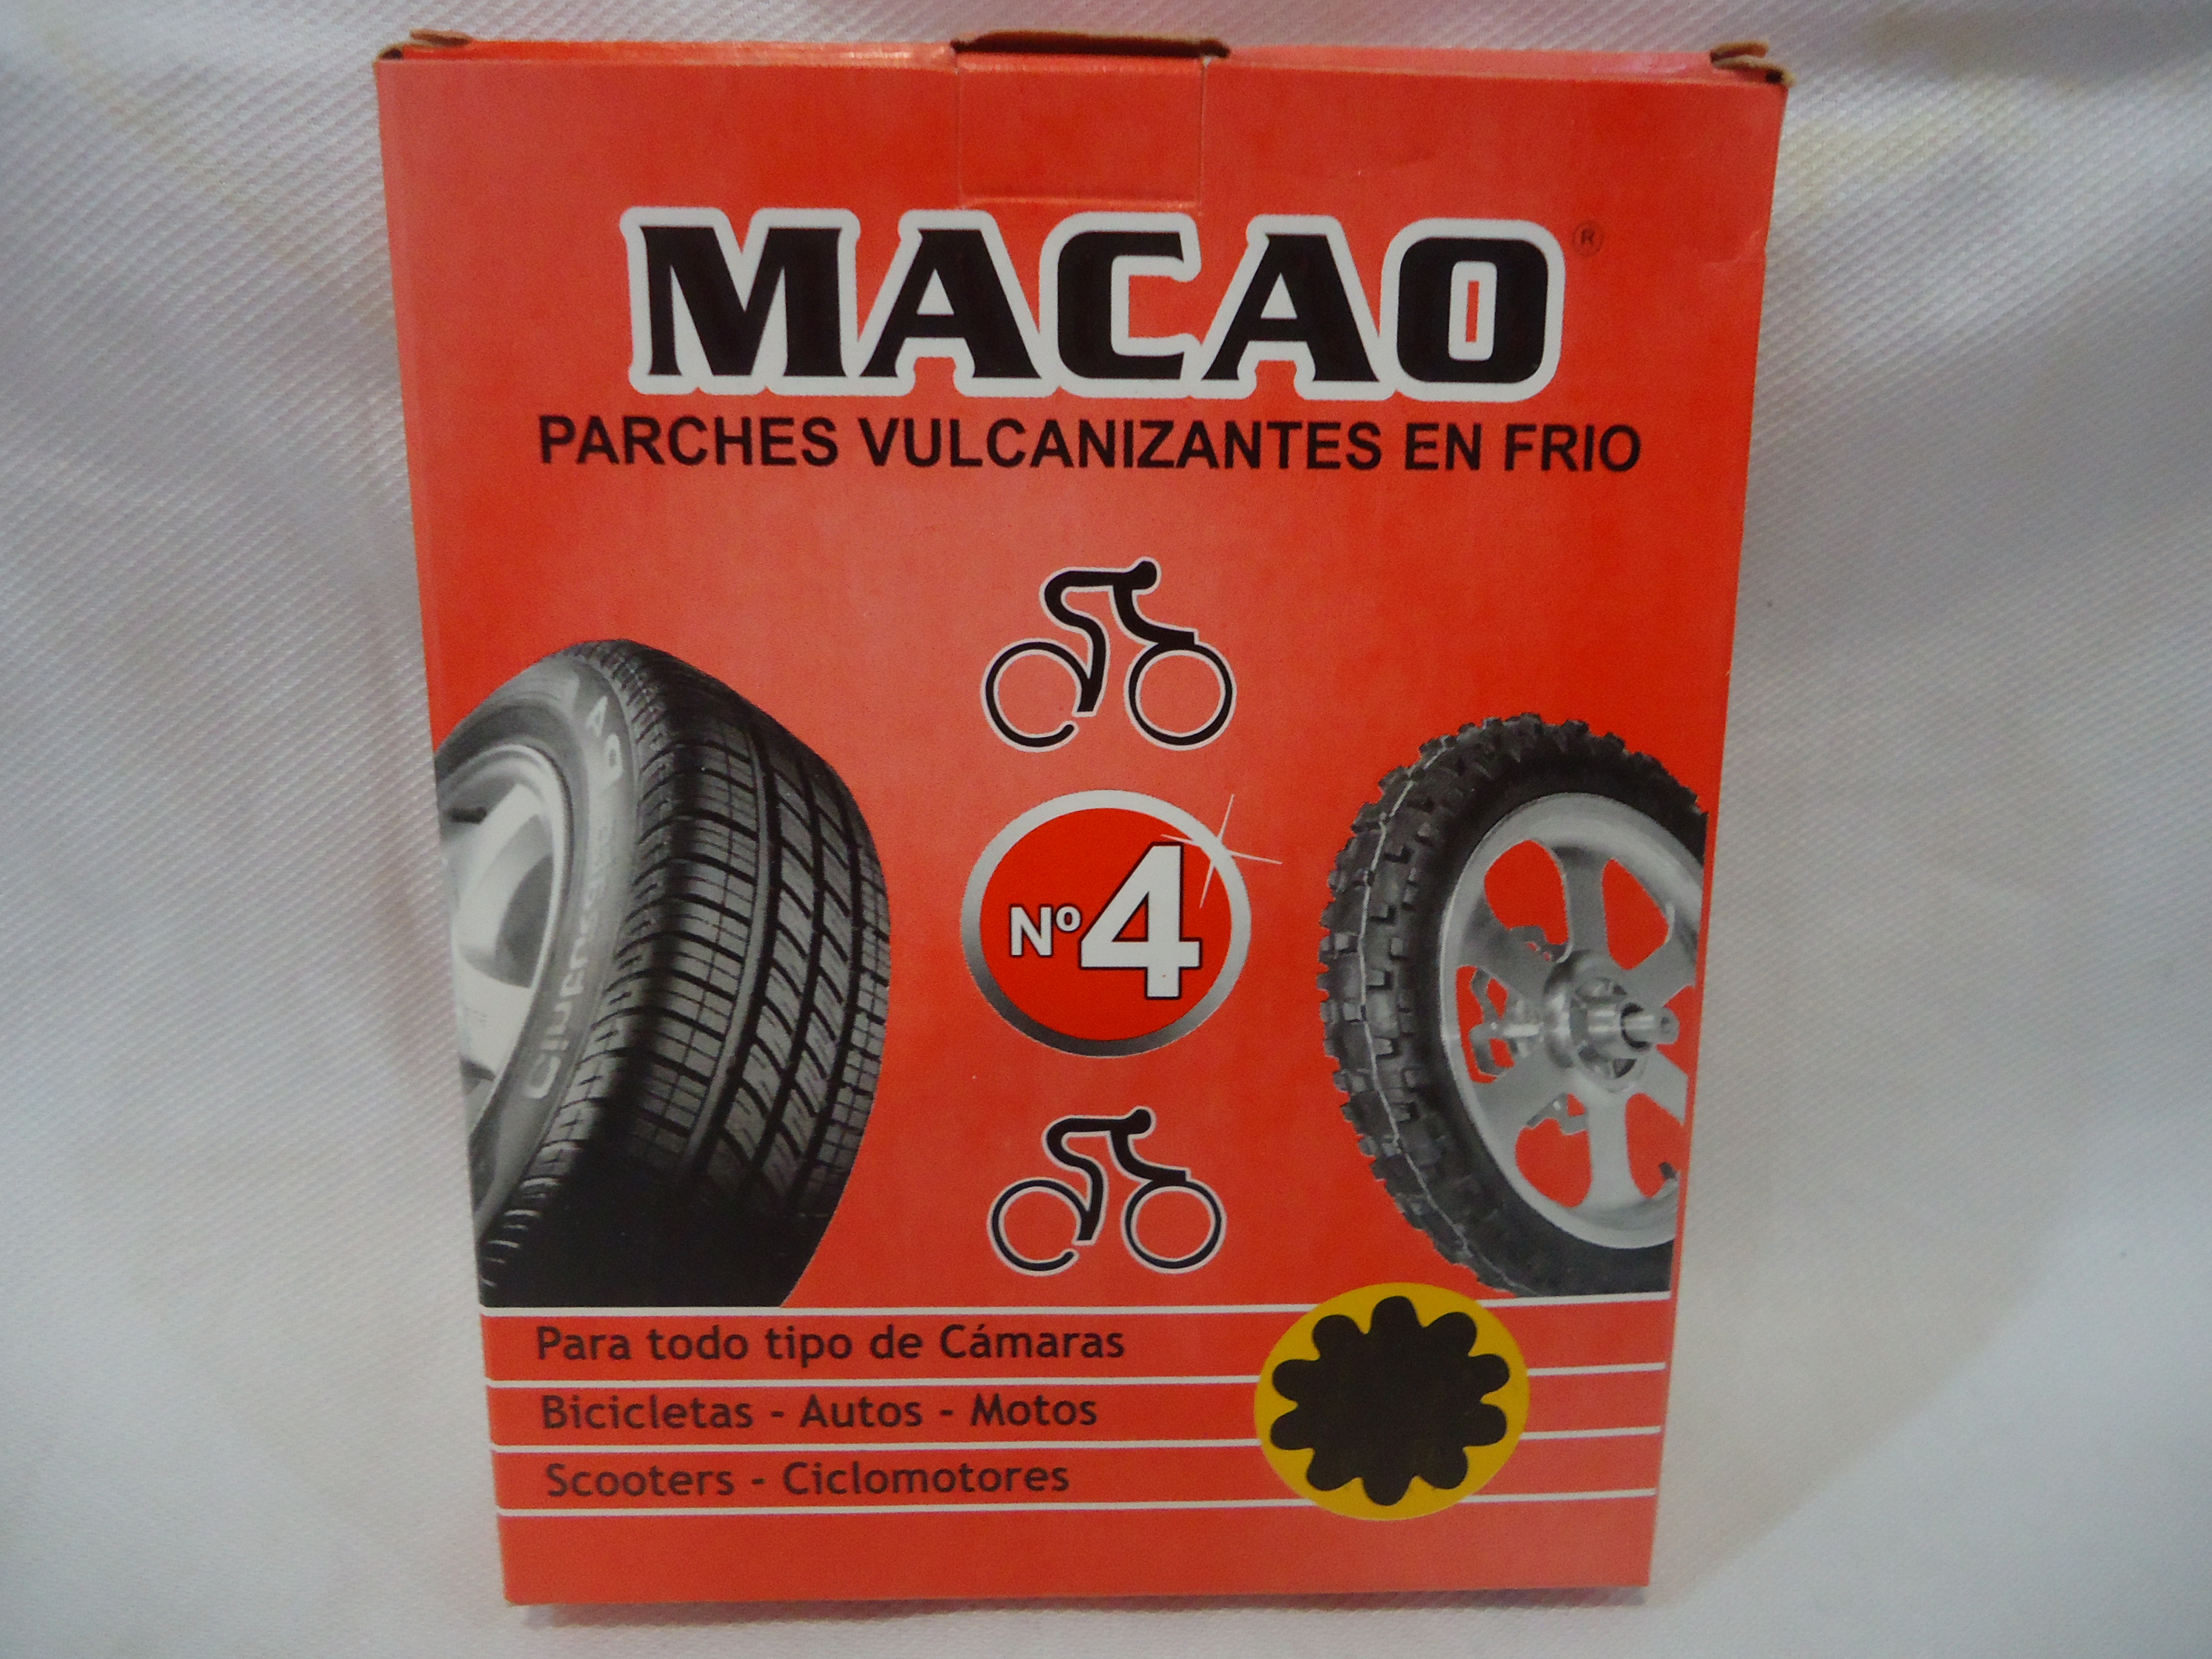 MACAO ®
PARCHES VULCANIZANTES EN FRIO
Nº4
Para todo tipo de Cámaras
Bicicletas - Autos - Motos
Scooters - Ciclomotores